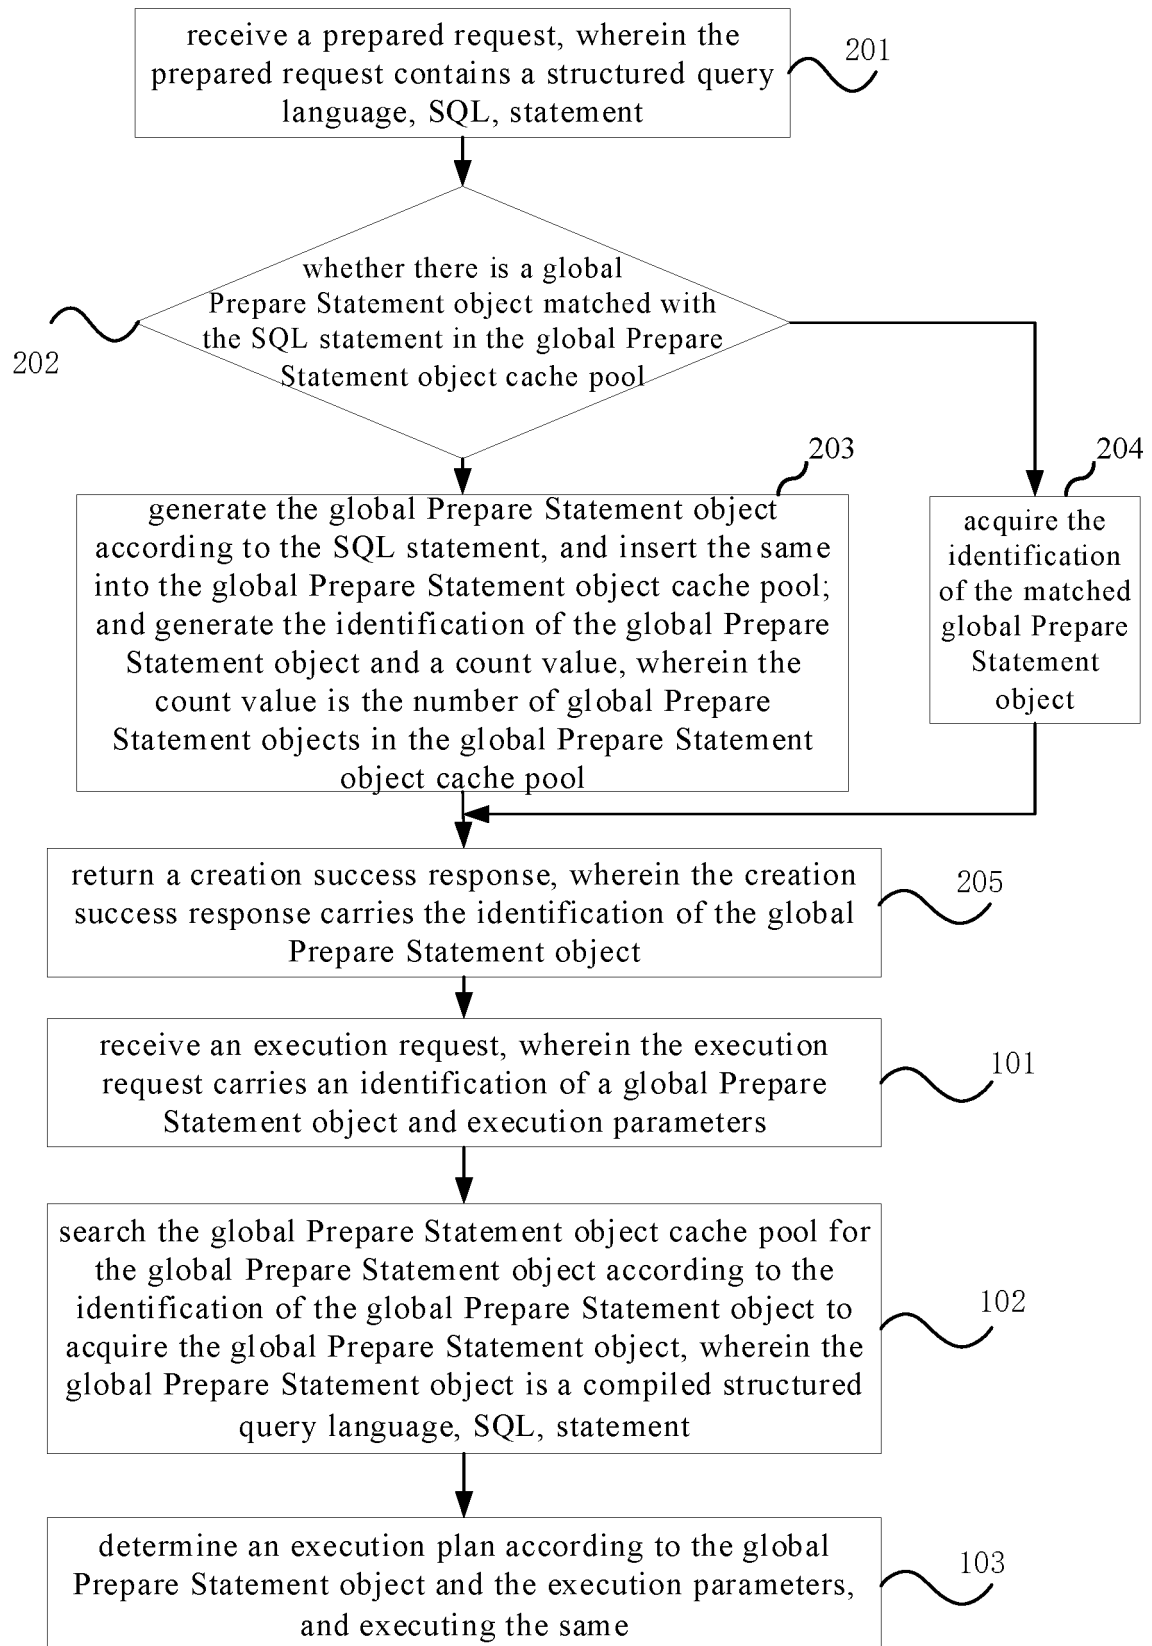 receive a prepared request, wherein the
prepared request contains a structured query
language, SQL, statement
201
whether there is a global
Prepare Statement object matched with
the SQL statement in the global Prepare
Statement object cache pool
202
203
generate the global Prepare Statement object
according to the SQL statement, and insert the same
into the global Prepare Statement object cache pool;
and generate the identification of the global Prepare
Statement object and a count value, wherein the
count value is the number of global Prepare
Statement objects in the global Prepare Statement
object cache pool
204
acquire the
identification
of the matched
global Prepare
Statement
object
return a creation success response, wherein the creation
success response carries the identification of the global
Prepare Statement object
205
receive an execution request, wherein the execution
request carries an identification of a global Prepare
Statement object and execution parameters
101
search the global Prepare Statement object cache pool for
the global Prepare Statement object according to the
identification of the global Prepare Statement object to
acquire the global Prepare Statement object, wherein the
global Prepare Statement object is a compiled structured
query language, SQL, statement
102
determine an execution plan according to the global
Prepare Statement object and the execution parameters,
and executing the same
103